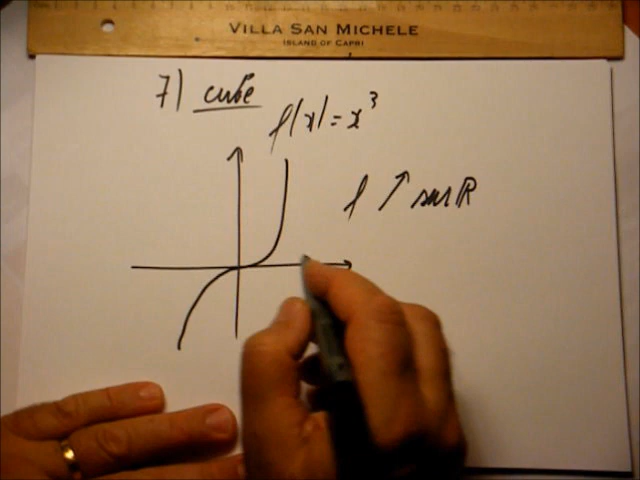 VILLA SAN MICHELE
ISLAND OF CAPRI
7) cube
f(x)=x³
f ↗ sur ℝ